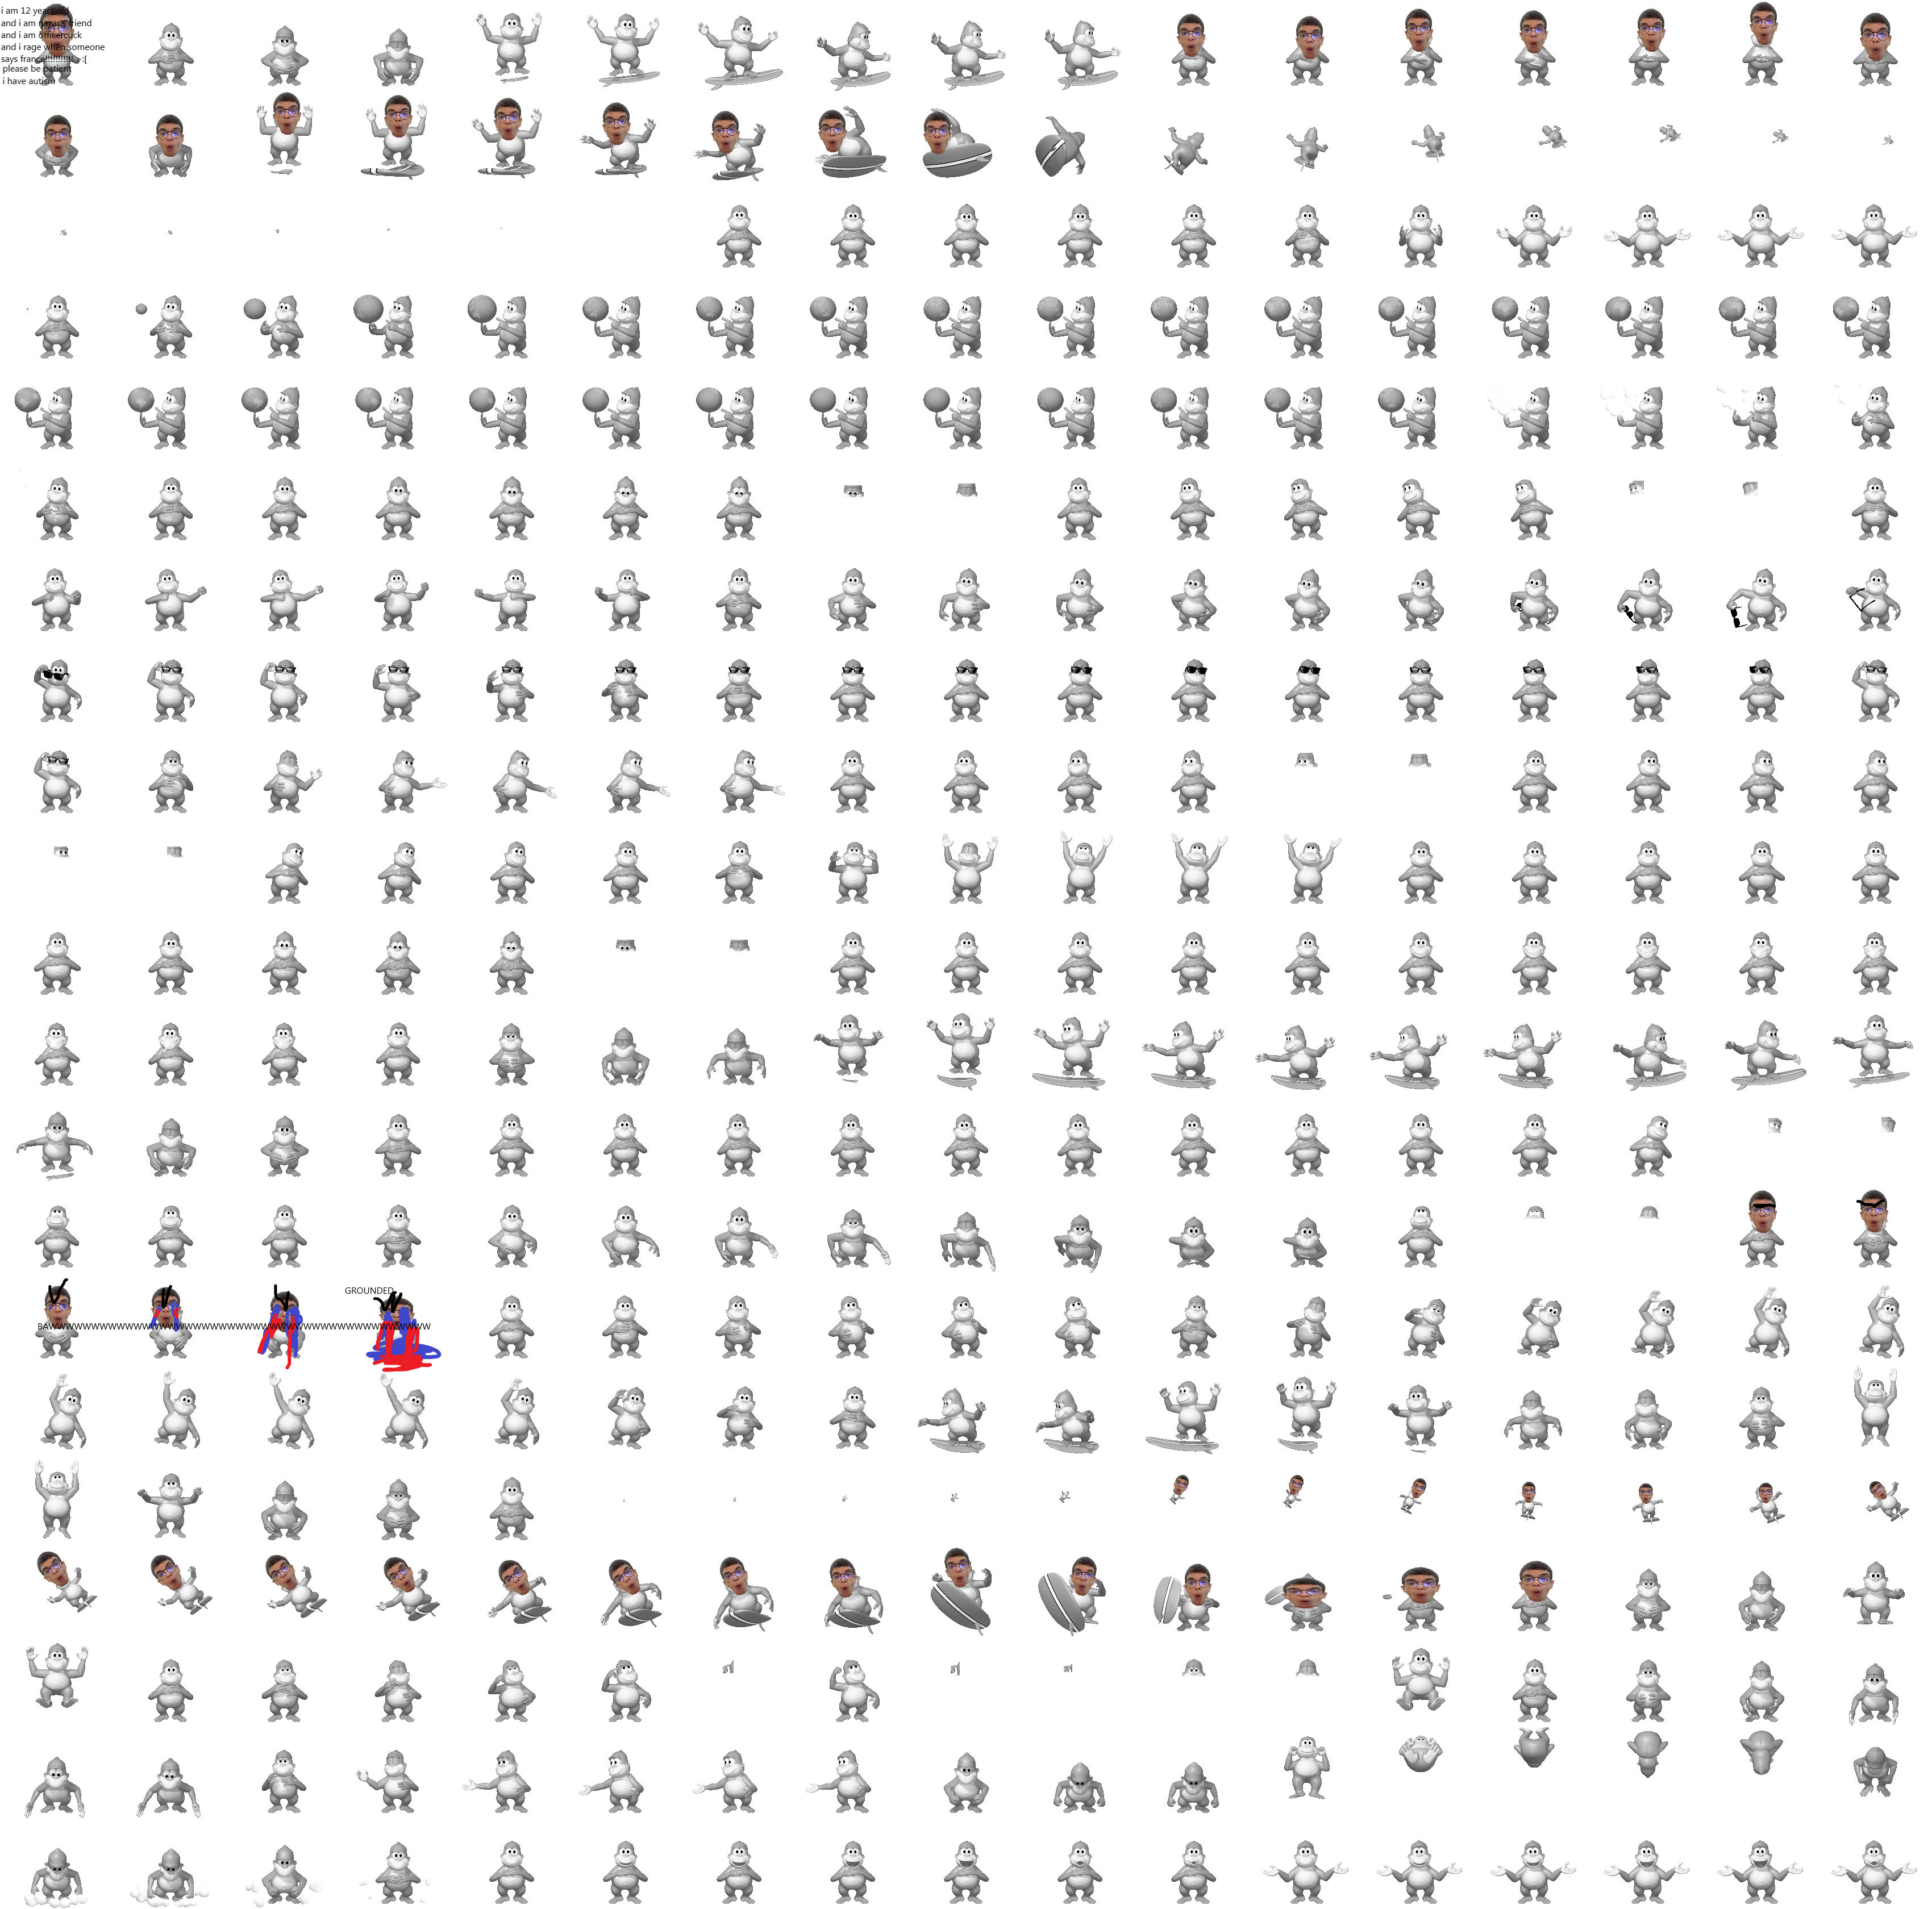 i am 12 years old
and i am nazar's friend
and i am officercuck
and i rage when someone
says france!!!!!!!!!!! >:[
please be patient
i have autism
GROUNDED